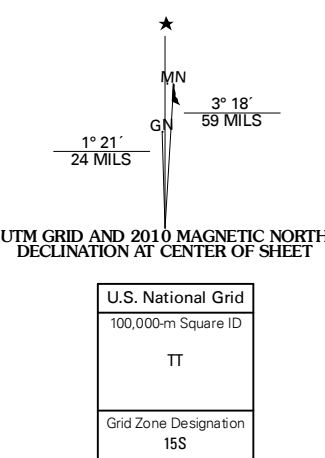 MN
3° 18´
59 MILS
GN
1° 21´
24 MILS
UTM GRID AND 2010 MAGNETIC NORTH
DECLINATION AT CENTER OF SHEET
U.S. National Grid
100,000-m Square ID
TT
Grid Zone Designation
15S